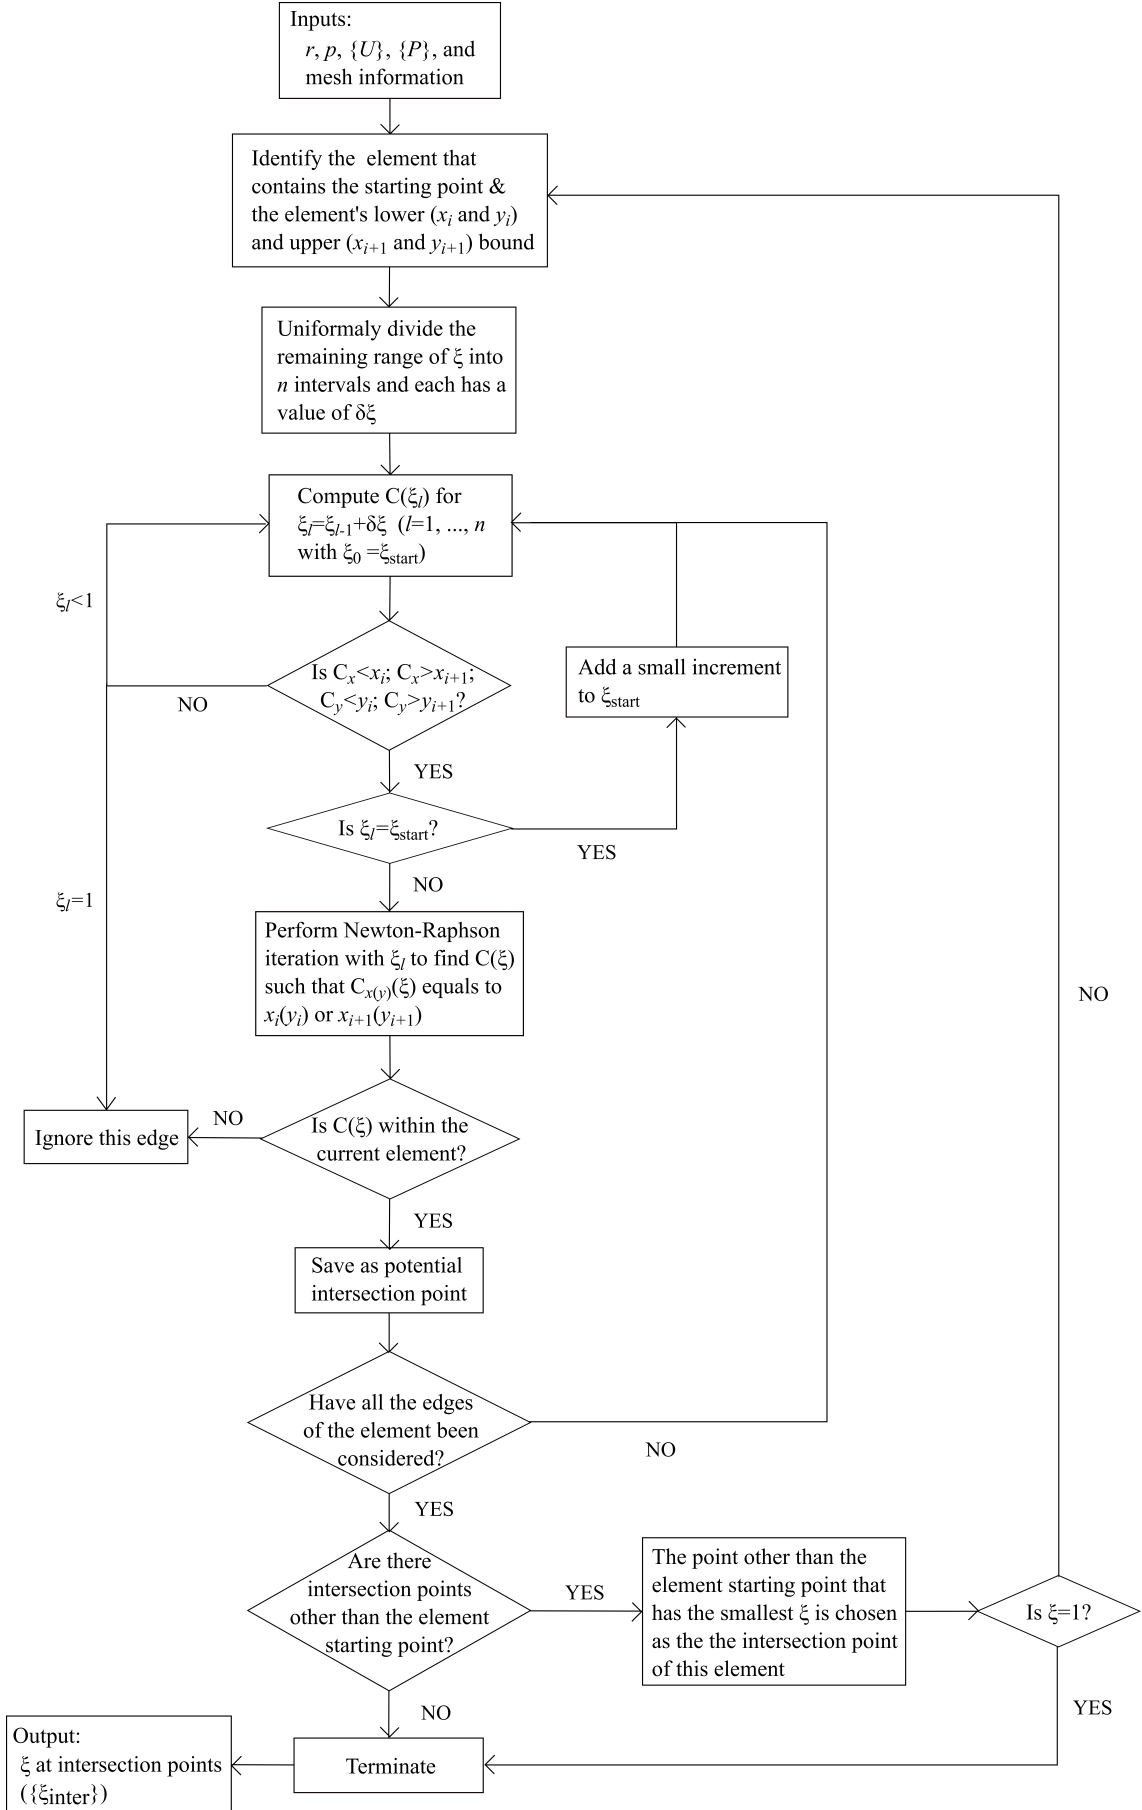 Inputs:
r, p, {U}, {P}, and
mesh information
Identify the element that
contains the starting point &
the element's lower (xᵢ and yᵢ)
and upper (xᵢ₊₁ and yᵢ₊₁) bound
Uniformaly divide the
remaining range of ξ into
n intervals and each has a
value of δξ
Compute C(ξₗ) for
ξₗ=ξₗ₋₁+δξ (l=1, ..., n
with ξ₀ =ξstart)
ξₗ<1
Is Cₓ<xᵢ; Cₓ>xᵢ₊₁;
Cy<yᵢ; Cy>yᵢ₊₁?
NO
Add a small increment
to ξstart
YES
Is ξₗ=ξstart?
YES
NO
ξₗ=1
Perform Newton-Raphson
iteration with ξₗ to find C(ξ)
such that Cx(y)(ξ) equals to
xᵢ(yᵢ) or xᵢ₊₁(yᵢ₊₁)
NO
Is C(ξ) within the
current element?
NO
Ignore this edge
YES
Save as potential
intersection point
Have all the edges
of the element been
considered?
NO
YES
Are there
intersection points
other than the element
starting point?
YES
The point other than the
element starting point that
has the smallest ξ is chosen
as the the intersection point
of this element
Is ξ=1?
NO
YES
Terminate
Output:
ξ at intersection points
({ξinter})